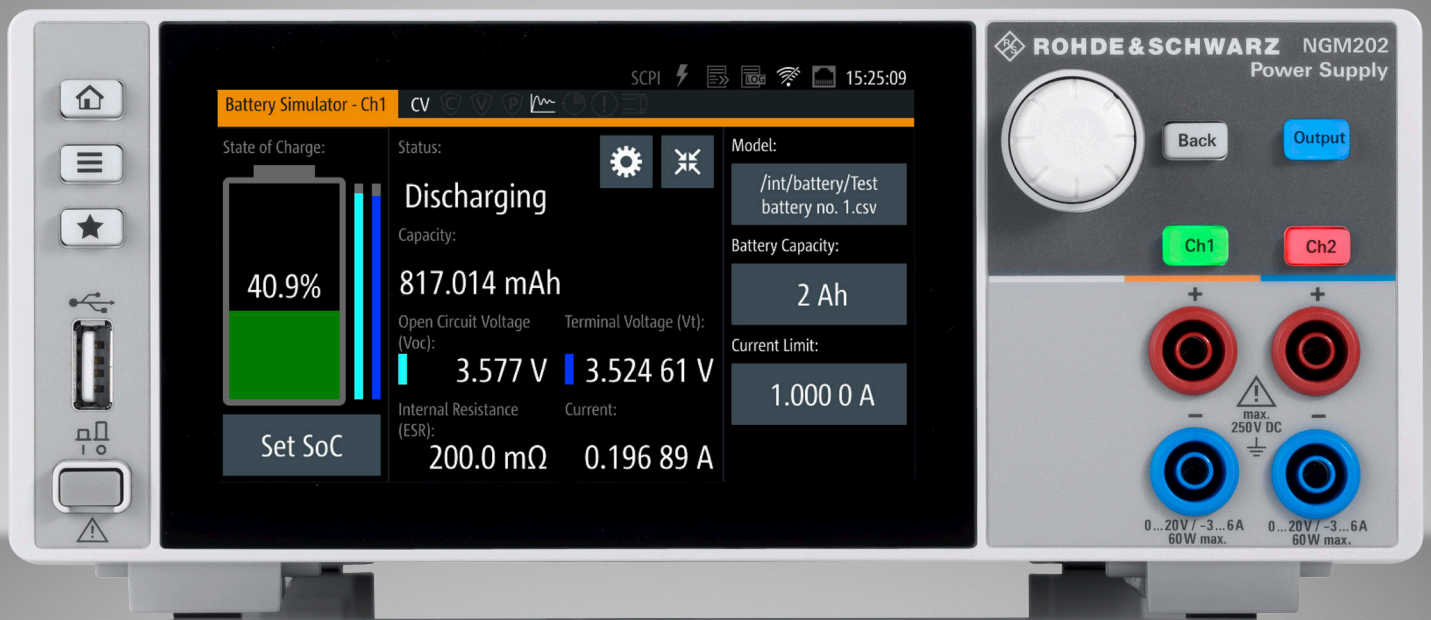 ROHDE&SCHWARZ NGM202
Power Supply
SCPI LOG 15:25:09
Battery Simulator - Ch1 CV C V P
State of Charge:
40.9%
Set SoC
Status:
Discharging
Capacity:
817.014 mAh
Open Circuit Voltage
(Voc):
3.577 V
Terminal Voltage (Vt):
3.524 61 V
Internal Resistance
(ESR):
200.0 mΩ
Current:
0.196 89 A
Model:
/int/battery/Test
battery no. 1.csv
Battery Capacity:
2 Ah
Current Limit:
1.000 0 A
Back
Output
Ch1
Ch2
+ +
max.
250V DC
− −
0...20V / -3...6A
60W max.
0...20V / -3...6A
60W max.